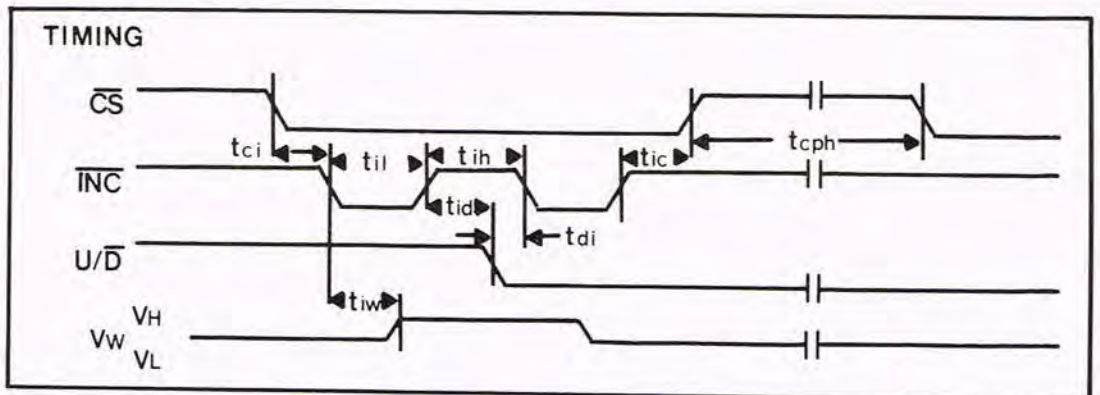 TIMING
CS
tci
til
tih
tic
tcph
INC
tid
tdi
U/D
tiw
VH
VW
VL